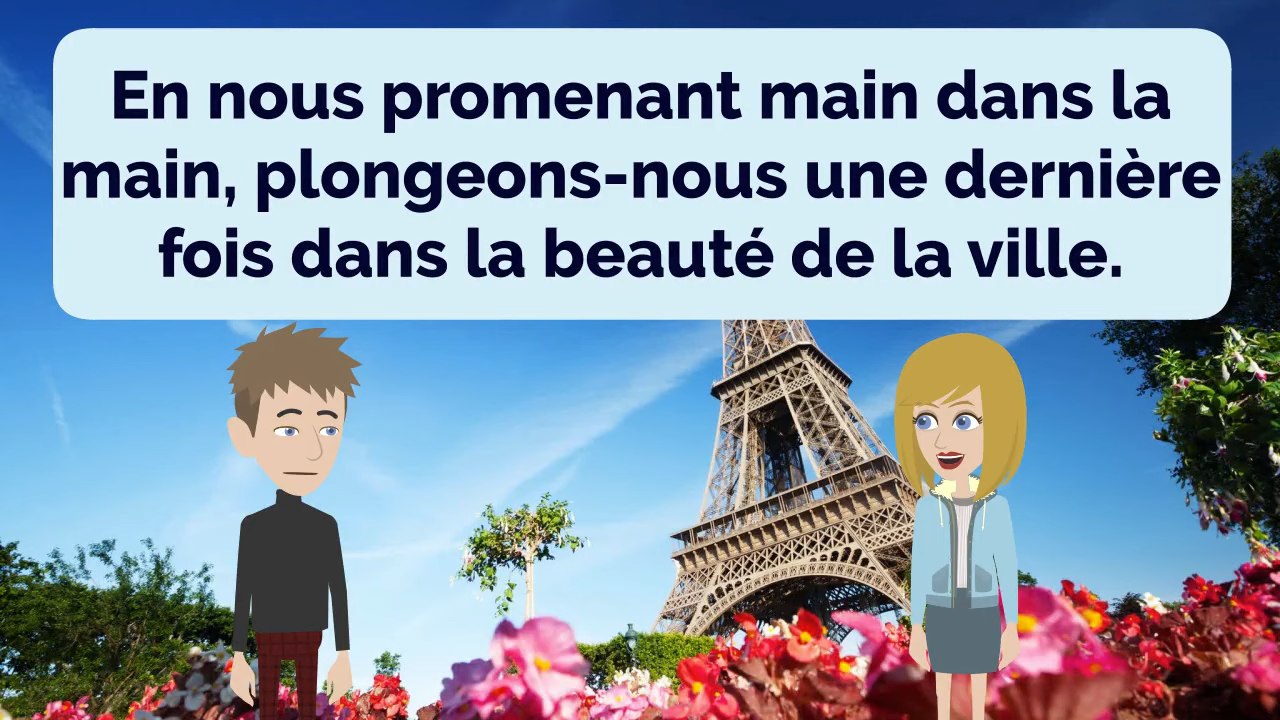 En nous promenant main dans la
main, plongeons-nous une dernière
fois dans la beauté de la ville.